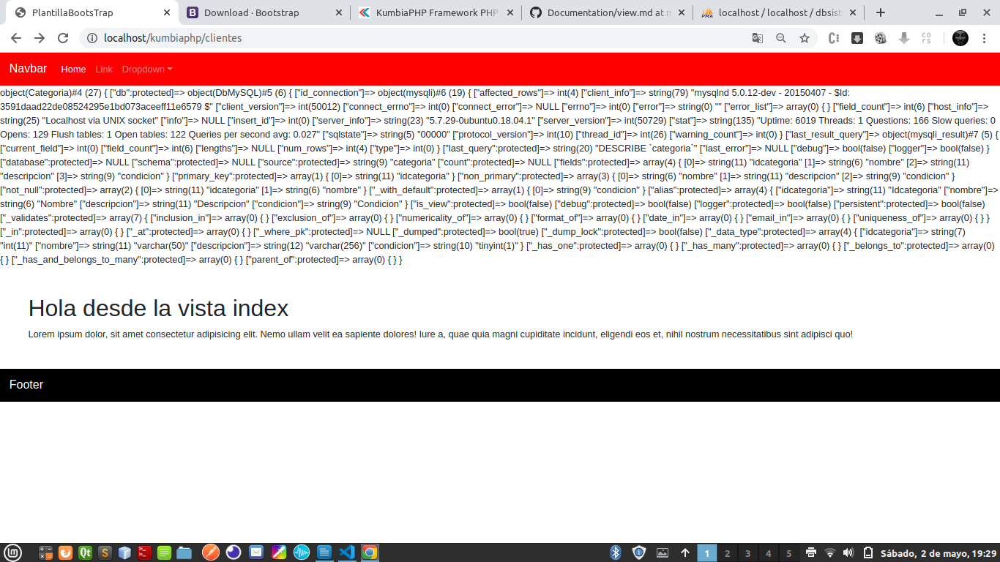 PlantillaBootsTrap
Download · Bootstrap
KumbiaPHP Framework PHP
Documentation/view.md at m
localhost / localhost / dbsist
localhost/kumbiaphp/clientes
Navbar Home Link Dropdown
object(Categoria)#4 (27) { ["db":protected]=> object(DbMySQL)#5 (6) { ["id_connection"]=> object(mysqli)#6 (19) { ["affected_rows"]=> int(4) ["client_info"]=> string(79) "mysqlnd 5.0.12-dev - 20150407 - $Id:
3591daad22de08524295e1bd073aceeff11e6579 $" ["client_version"]=> int(50012) ["connect_errno"]=> int(0) ["connect_error"]=> NULL ["errno"]=> int(0) ["error"]=> string(0) "" ["error_list"]=> array(0) { } ["field_count"]=> int(6) ["host_info"]=>
string(25) "Localhost via UNIX socket" ["info"]=> NULL ["insert_id"]=> int(0) ["server_info"]=> string(23) "5.7.29-0ubuntu0.18.04.1" ["server_version"]=> int(50729) ["stat"]=> string(135) "Uptime: 6019 Threads: 1 Questions: 166 Slow queries: 0
Opens: 129 Flush tables: 1 Open tables: 122 Queries per second avg: 0.027" ["sqlstate"]=> string(5) "00000" ["protocol_version"]=> int(10) ["thread_id"]=> int(26) ["warning_count"]=> int(0) } ["last_result_query"]=> object(mysqli_result)#7 (5) {
["current_field"]=> int(0) ["field_count"]=> int(6) ["lengths"]=> NULL ["num_rows"]=> int(4) ["type"]=> int(0) } ["last_query":protected]=> string(20) "DESCRIBE `categoria`" ["last_error"]=> NULL ["debug"]=> bool(false) ["logger"]=> bool(false) }
["database":protected]=> NULL ["schema":protected]=> NULL ["source":protected]=> string(9) "categoria" ["count":protected]=> NULL ["fields":protected]=> array(4) { [0]=> string(11) "idcategoria" [1]=> string(6) "nombre" [2]=> string(11)
"descripcion" [3]=> string(9) "condicion" } ["primary_key":protected]=> array(1) { [0]=> string(11) "idcategoria" } ["non_primary":protected]=> array(3) { [0]=> string(6) "nombre" [1]=> string(11) "descripcion" [2]=> string(9) "condicion" }
["not_null":protected]=> array(2) { [0]=> string(11) "idcategoria" [1]=> string(6) "nombre" } ["_with_default":protected]=> array(1) { [0]=> string(9) "condicion" } ["alias":protected]=> array(4) { ["idcategoria"]=> string(11) "Idcategoria" ["nombre"]=>
string(6) "Nombre" ["descripcion"]=> string(11) "Descripcion" ["condicion"]=> string(9) "Condicion" } ["is_view":protected]=> bool(false) ["debug":protected]=> bool(false) ["logger":protected]=> bool(false) ["persistent":protected]=> bool(false)
["_validates":protected]=> array(7) { ["inclusion_in"]=> array(0) { } ["exclusion_of"]=> array(0) { } ["numericality_of"]=> array(0) { } ["format_of"]=> array(0) { } ["date_in"]=> array(0) { } ["email_in"]=> array(0) { } ["uniqueness_of"]=> array(0) { } }
["_in":protected]=> array(0) { } ["_at":protected]=> array(0) { } ["_where_pk":protected]=> NULL ["_dumped":protected]=> bool(true) ["_dump_lock":protected]=> bool(false) ["_data_type":protected]=> array(4) { ["idcategoria"]=> string(7)
"int(11)" ["nombre"]=> string(11) "varchar(50)" ["descripcion"]=> string(12) "varchar(256)" ["condicion"]=> string(10) "tinyint(1)" } ["_has_one":protected]=> array(0) { } ["_has_many":protected]=> array(0) { } ["_belongs_to":protected]=> array(0)
{ } ["_has_and_belongs_to_many":protected]=> array(0) { } ["parent_of":protected]=> array(0) { } }
Hola desde la vista index
Lorem ipsum dolor, sit amet consectetur adipisicing elit. Nemo ullam velit ea sapiente dolores! Iure a, quae quia magni cupiditate incidunt, eligendi eos et, nihil nostrum necessitatibus sint adipisci quo!
Footer
1 2 3 4 5 Sábado, 2 de mayo, 19:29